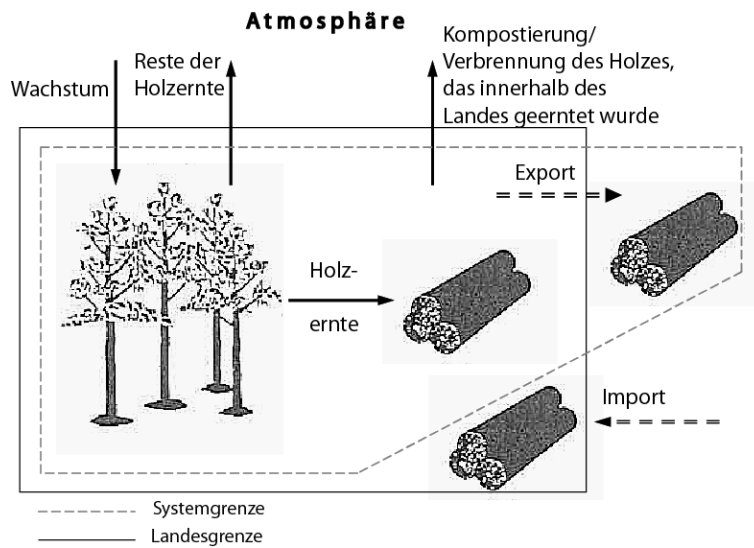 Atmosphäre
Wachstum
Reste der
Holzernte
Kompostierung/
Verbrennung des Holzes,
das innerhalb des
Landes geerntet wurde
Export
Holz-
ernte
Import
Systemgrenze
Landesgrenze